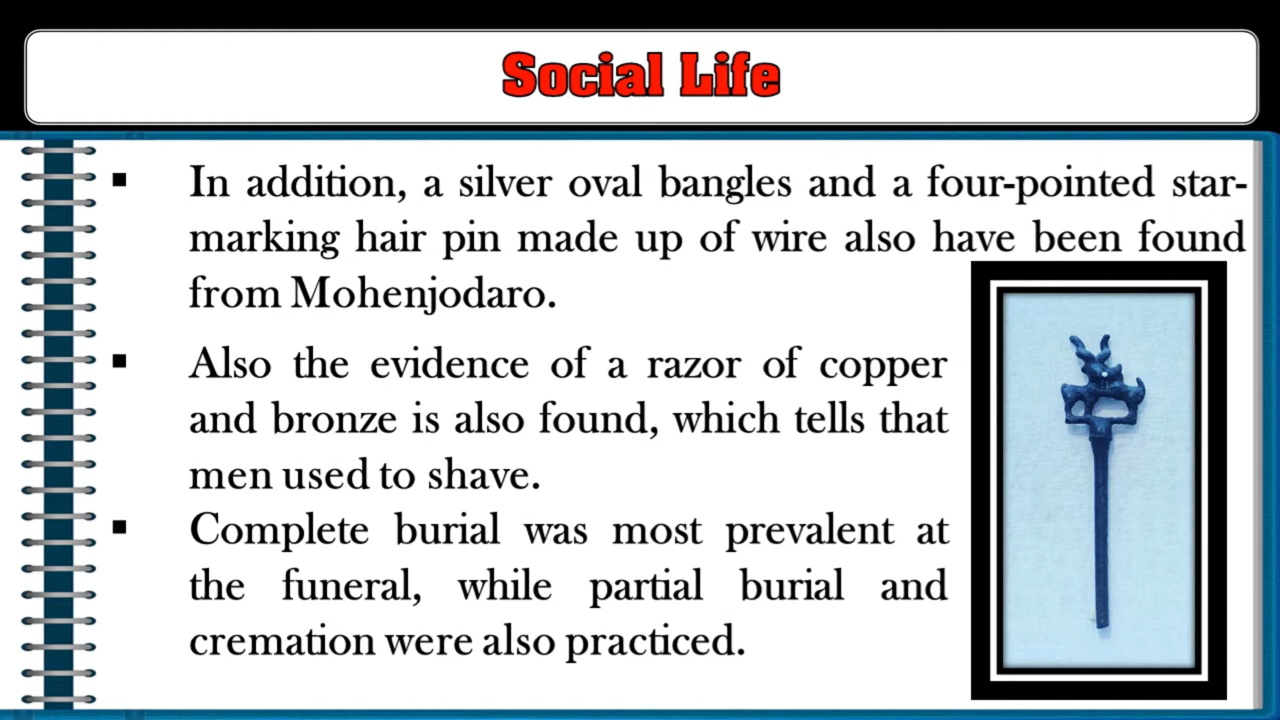 Social Life
▪ In addition, a silver oval bangles and a four-pointed star-
marking hair pin made up of wire also have been found
from Mohenjodaro.
▪ Also the evidence of a razor of copper
and bronze is also found, which tells that
men used to shave.
▪ Complete burial was most prevalent at
the funeral, while partial burial and
cremation were also practiced.